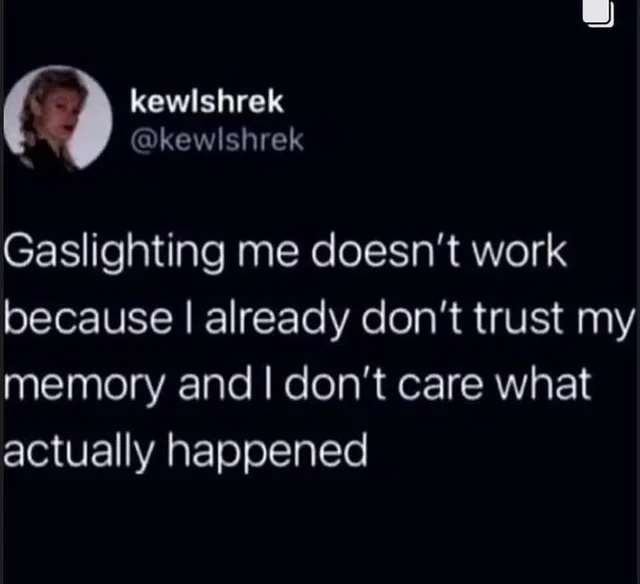 kewlshrek
@kewlshrek
Gaslighting me doesn't work
because I already don't trust my
memory and I don't care what
actually happened